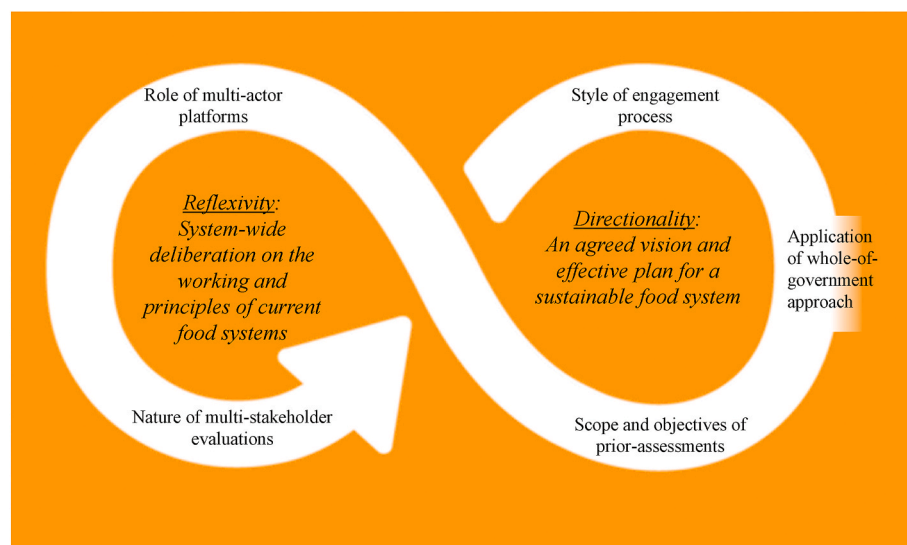 Role of multi-actor
platforms
Reflexivity:
System-wide
deliberation on the
working and
principles of current
food systems
Nature of multi-stakeholder
evaluations
Style of engagement
process
Directionality:
An agreed vision and
effective plan for a
sustainable food system
Application
of whole-of-
government
approach
Scope and objectives of
prior-assessments